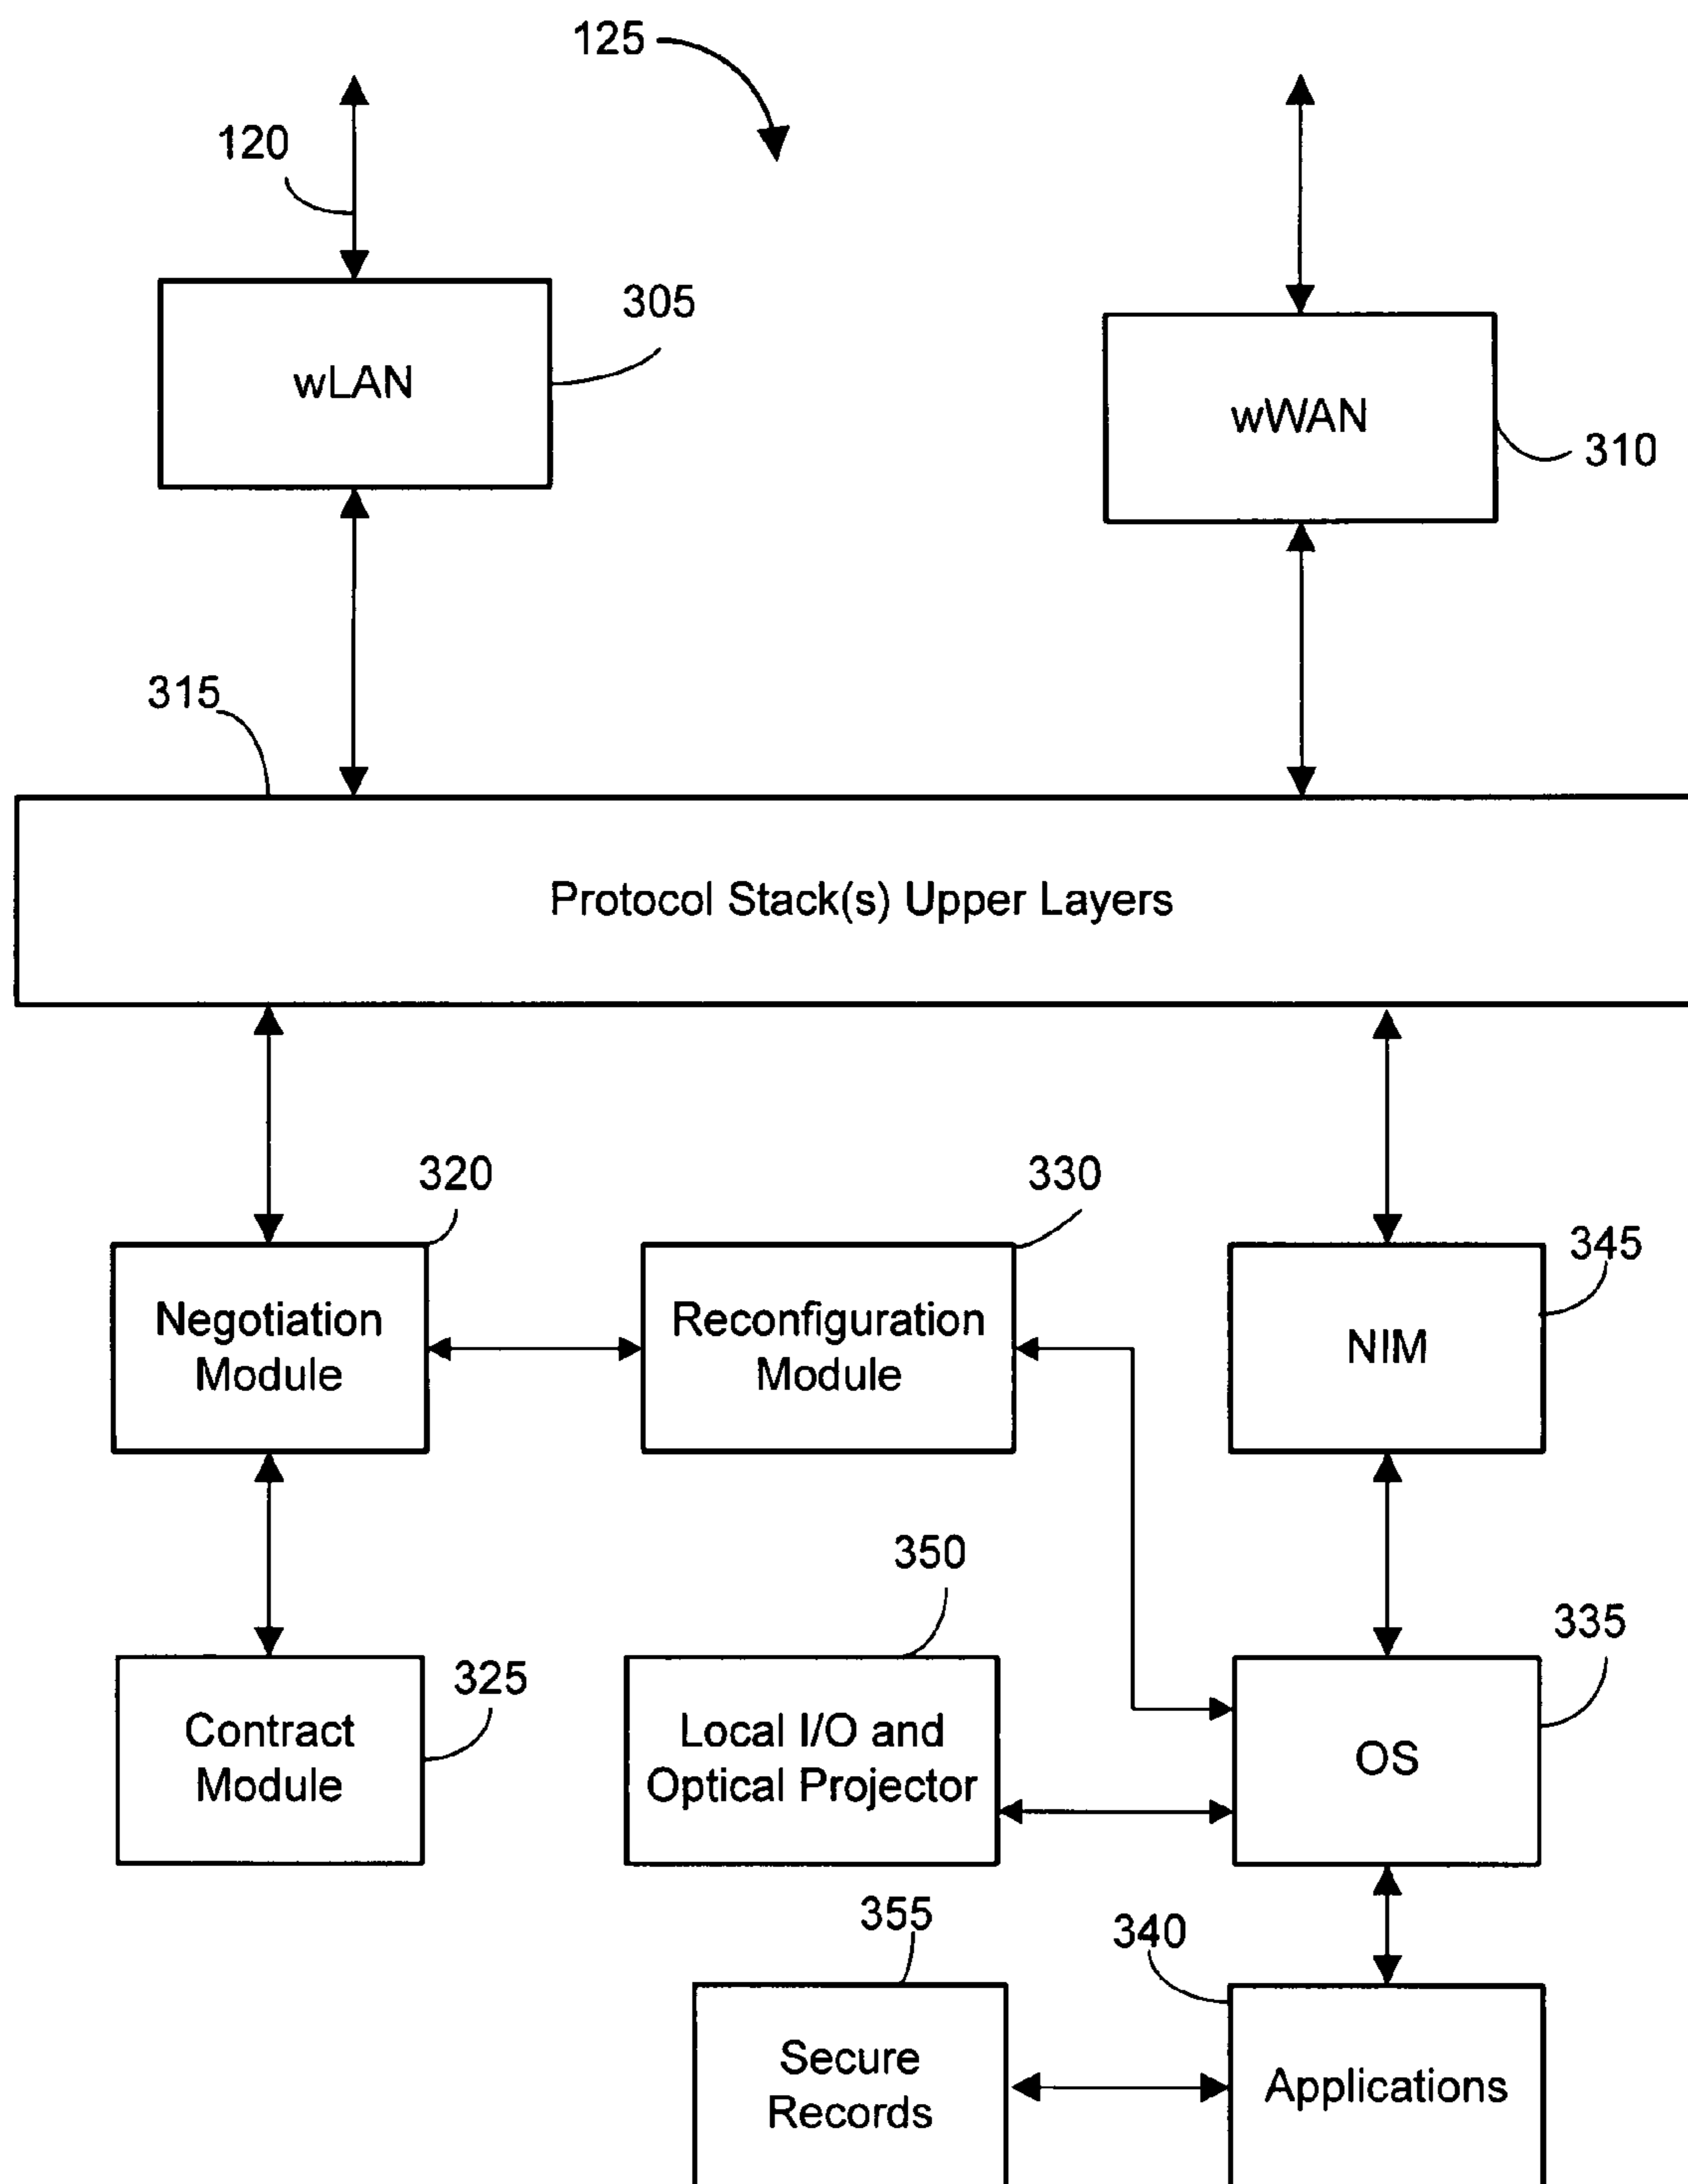 125
120
305
wLAN
wWAN
310
315
Protocol Stack(s) Upper Layers
320
330
345
Negotiation
Module
Reconfiguration
Module
NIM
350
335
325
Contract
Module
Local I/O and
Optical Projector
OS
355
340
Secure
Records
Applications